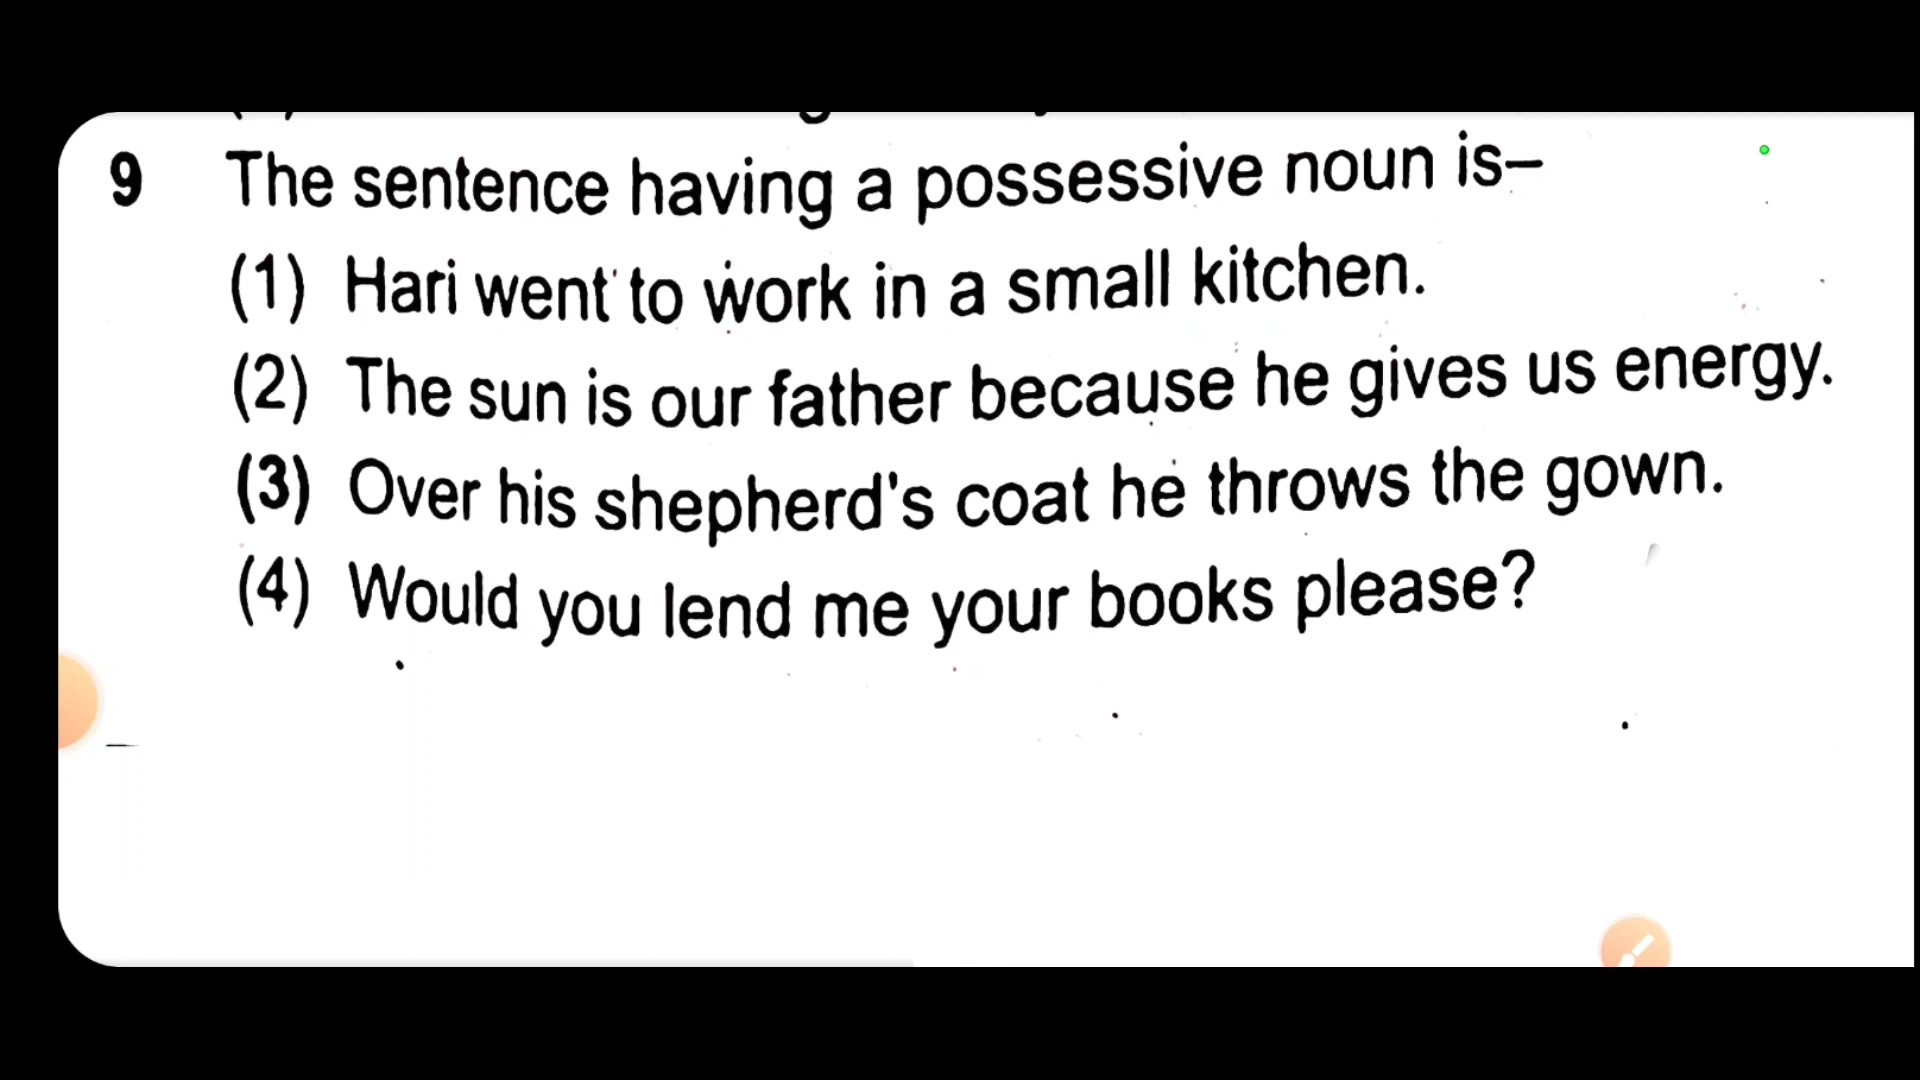 9 The sentence having a possessive noun is–
(1) Hari went to work in a small kitchen.
(2) The sun is our father because he gives us energy.
(3) Over his shepherd's coat he throws the gown.
(4) Would you lend me your books please?